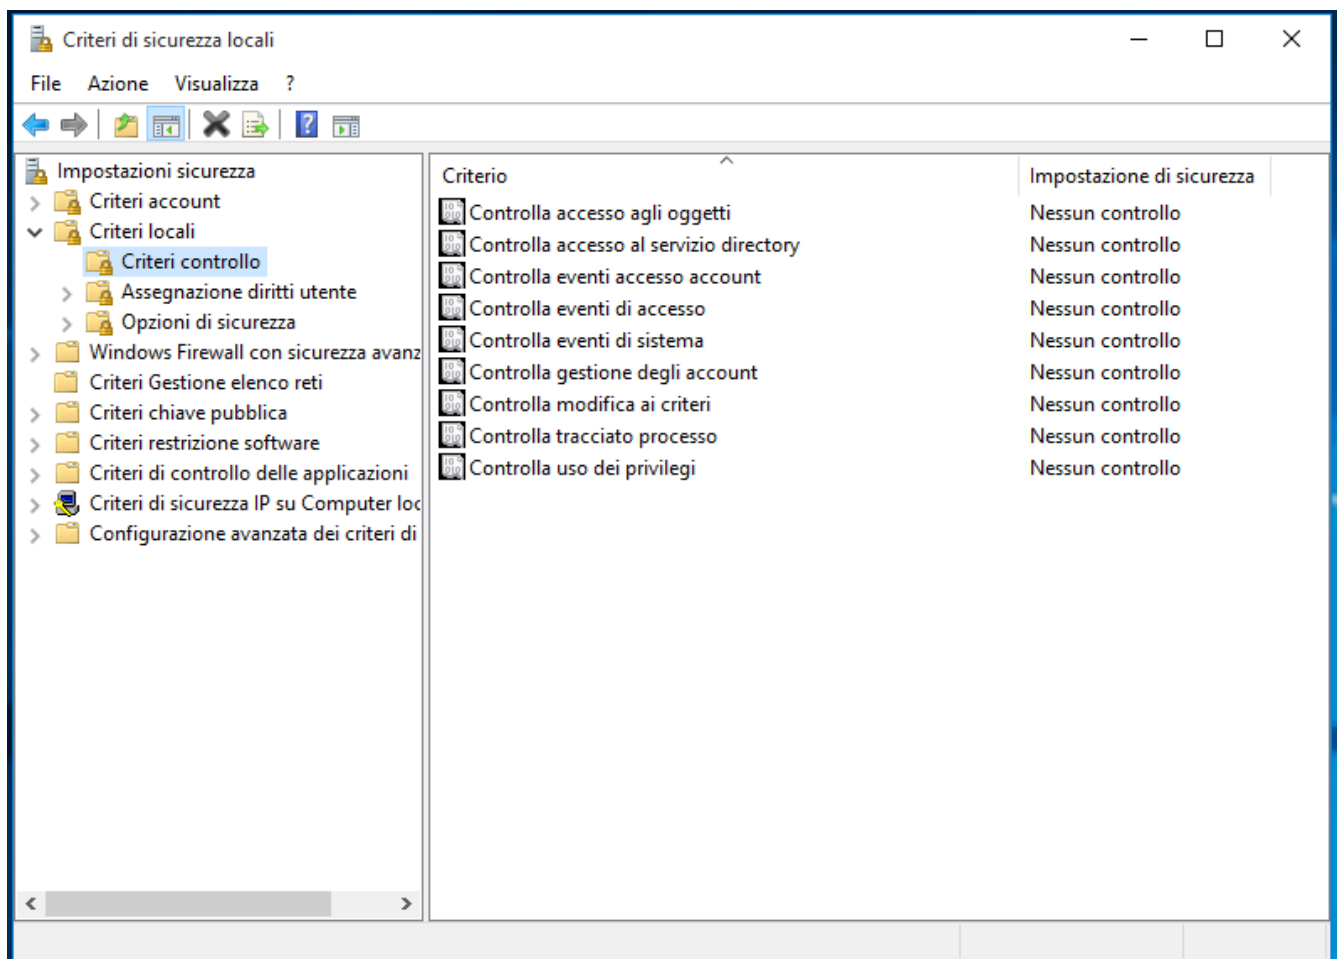 Criteri di sicurezza locali
File Azione Visualizza ?
Impostazioni sicurezza
Criteri account
Criteri locali
Criteri controllo
Assegnazione diritti utente
Opzioni di sicurezza
Windows Firewall con sicurezza avanz
Criteri Gestione elenco reti
Criteri chiave pubblica
Criteri restrizione software
Criteri di controllo delle applicazioni
Criteri di sicurezza IP su Computer loc
Configurazione avanzata dei criteri di
Criterio Impostazione di sicurezza
Controlla accesso agli oggetti Nessun controllo
Controlla accesso al servizio directory Nessun controllo
Controlla eventi accesso account Nessun controllo
Controlla eventi di accesso Nessun controllo
Controlla eventi di sistema Nessun controllo
Controlla gestione degli account Nessun controllo
Controlla modifica ai criteri Nessun controllo
Controlla tracciato processo Nessun controllo
Controlla uso dei privilegi Nessun controllo